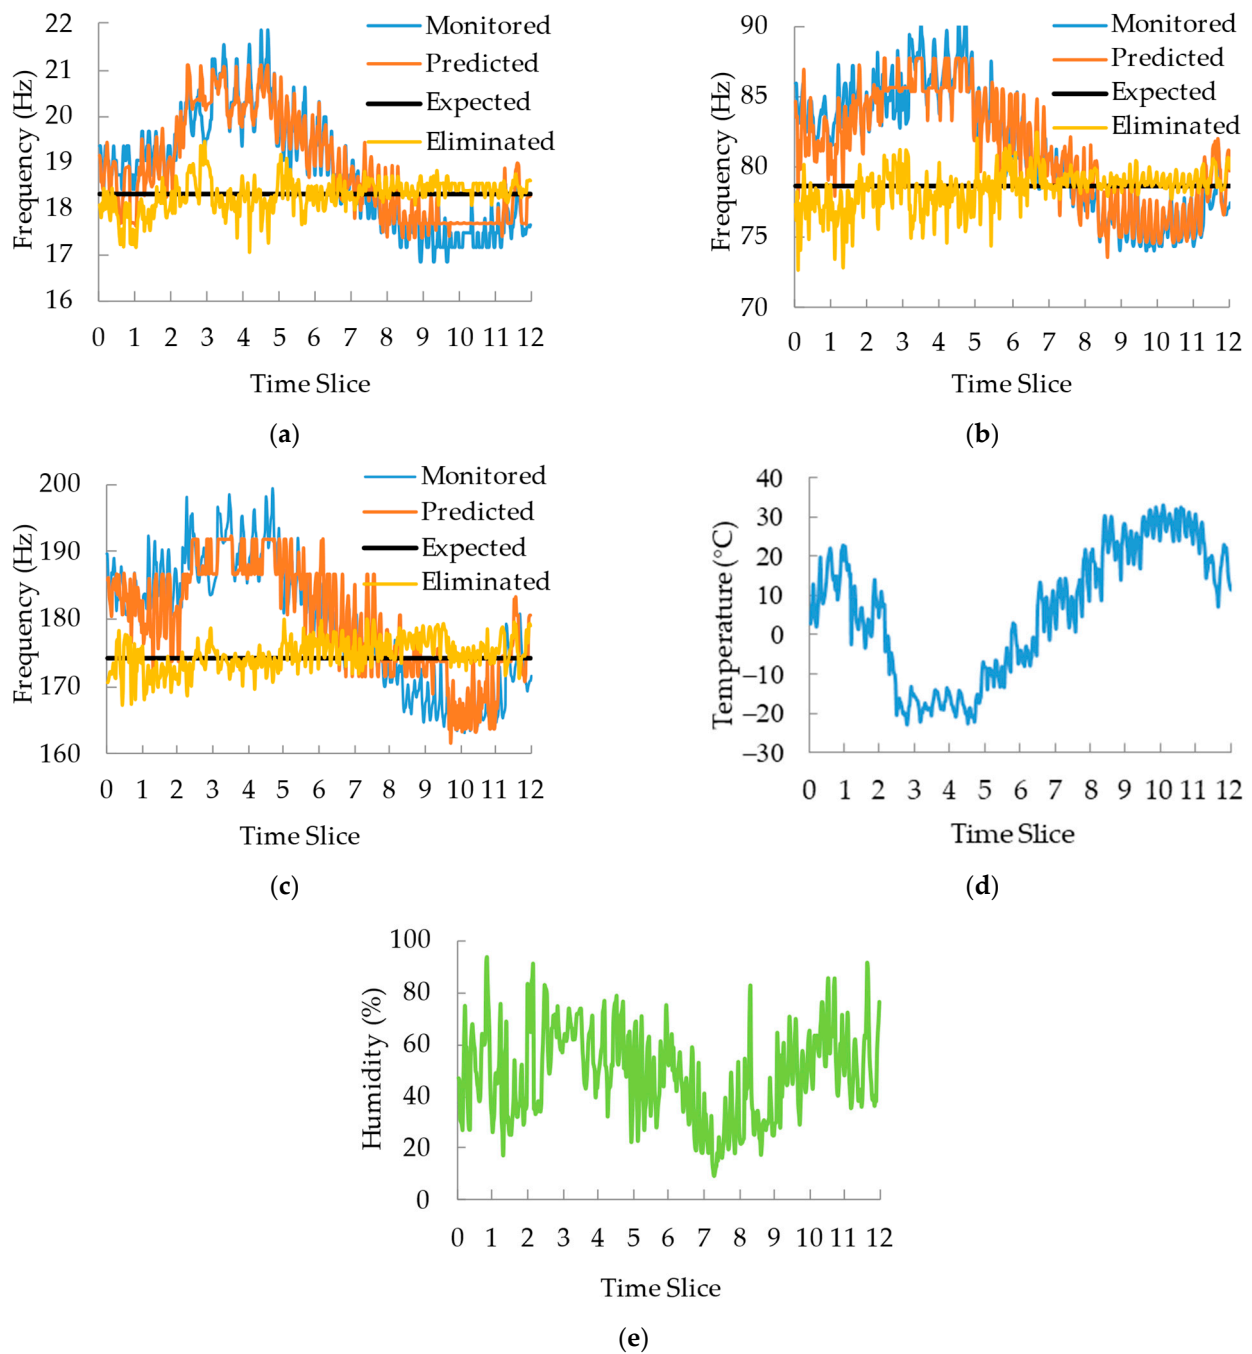 22
21
20
19
18
17
16
Frequency (Hz)
Monitored
Predicted
Expected
Eliminated
0 1 2 3 4 5 6 7 8 9 10 11 12
Time Slice
(a)
90
85
80
75
70
Frequency (Hz)
Monitored
Predicted
Expected
Eliminated
0 1 2 3 4 5 6 7 8 9 10 11 12
Time Slice
(b)
200
190
180
170
160
Frequency (Hz)
Monitored
Predicted
Expected
Eliminated
0 1 2 3 4 5 6 7 8 9 10 11 12
Time Slice
(c)
40
30
20
10
0
–10
–20
–30
Temperature (°C)
0 1 2 3 4 5 6 7 8 9 10 11 12
Time Slice
(d)
100
80
60
40
20
0
Humidity (%)
0 1 2 3 4 5 6 7 8 9 10 11 12
Time Slice
(e)